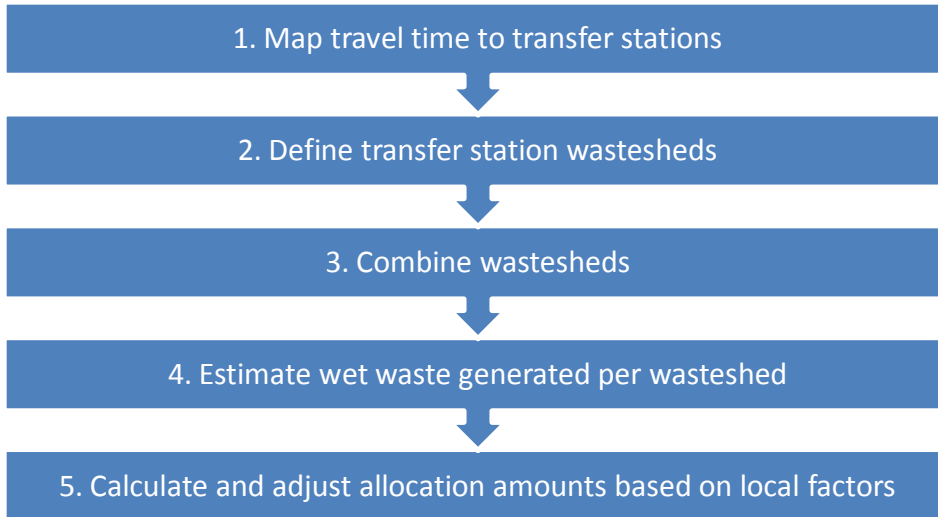 1. Map travel time to transfer stations
2. Define transfer station wastesheds
3. Combine wastesheds
4. Estimate wet waste generated per wasteshed
5. Calculate and adjust allocation amounts based on local factors